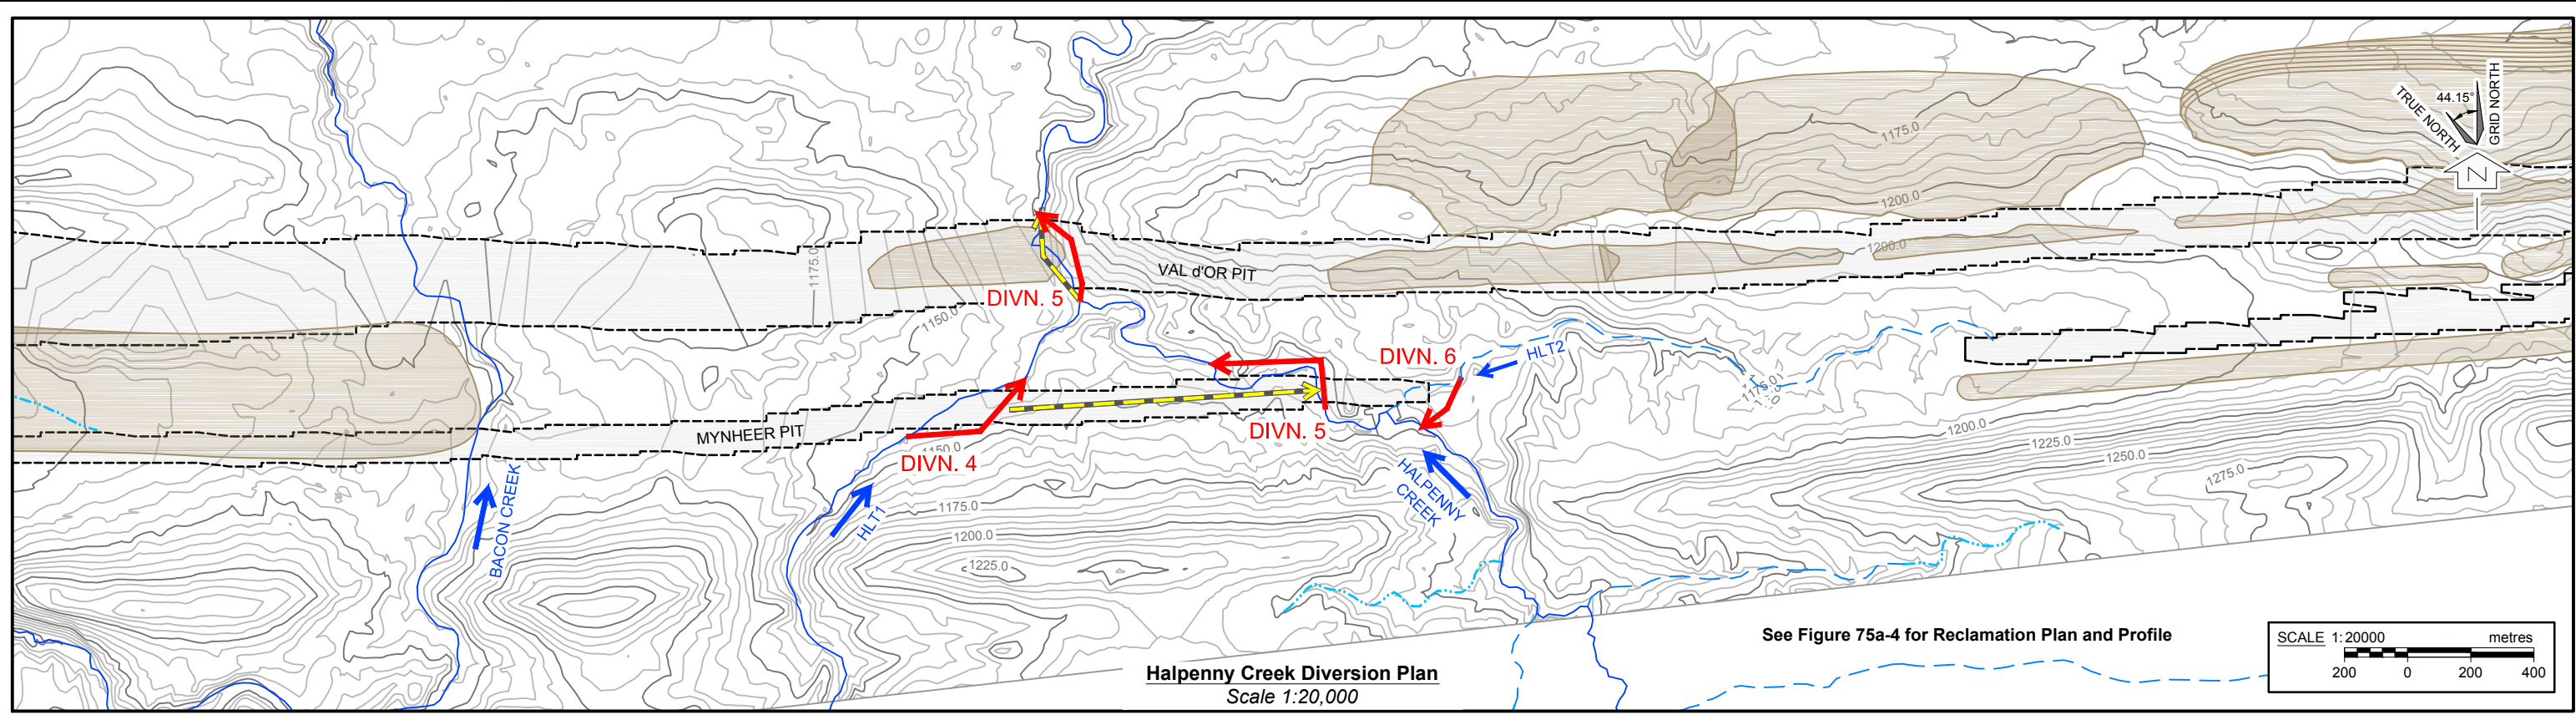 1175.0
44.15°
TRUE NORTH
GRID NORTH
N
1200.0
1200.0
1175.0
VAL d'OR PIT
DIVN. 5
1150.0
DIVN. 6
HLT2
MYNHEER PIT
DIVN. 5
DIVN. 4
1150.0
1200.0
1225.0
1250.0
1275.0
HALPENNY
CREEK
BACON CREEK
HLT1
1175.0
1200.0
1225.0
See Figure 75a-4 for Reclamation Plan and Profile
SCALE 1:20000 metres
200 0 200 400
Halpenny Creek Diversion Plan
Scale 1:20,000